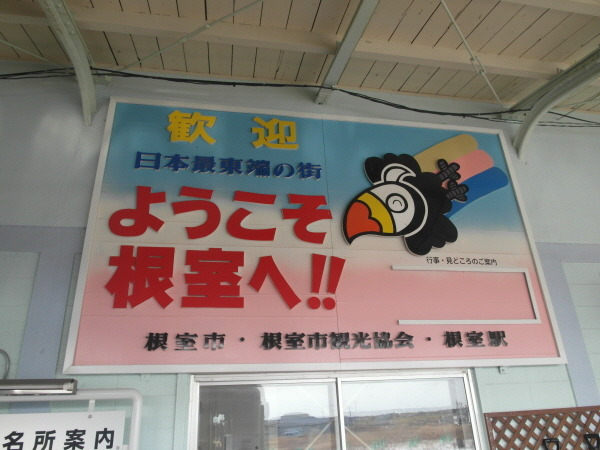 歓迎
日本最東端の街
ようこそ
根室へ!!
行事・見どころのご案内
根室市・根室市観光協会・根室駅
名所案内